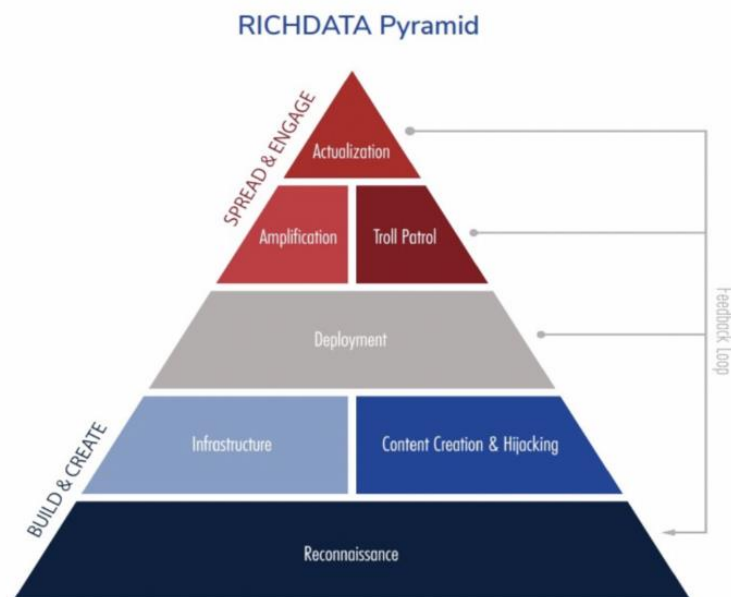 RICHDATA Pyramid
SPREAD & ENGAGE
Actualization
Amplification
Troll Patrol
Deployment
Feedback Loop
BUILD & CREATE
Infrastructure
Content Creation & Hijacking
Reconnaissance